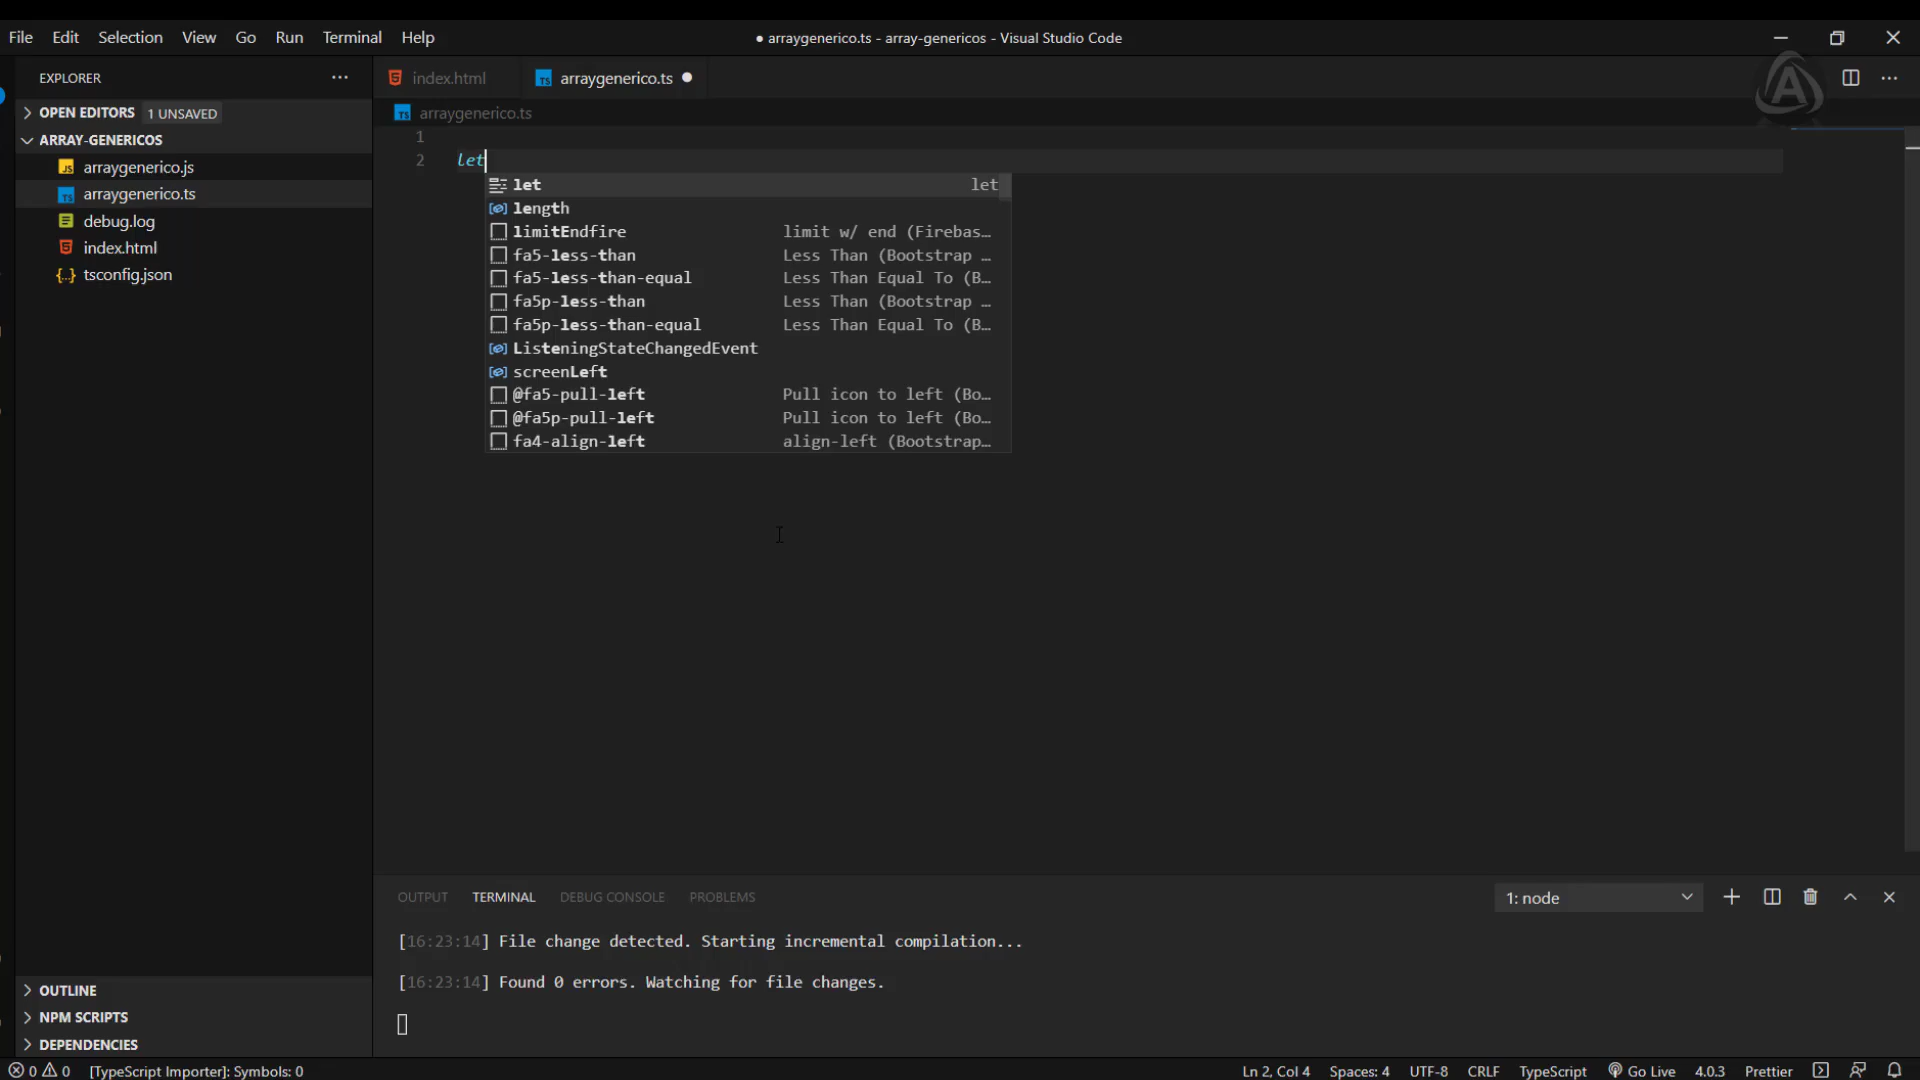 File Edit Selection View Go Run Terminal Help
● arraygenerico.ts - array-genericos - Visual Studio Code
EXPLORER
index.html
arraygenerico.ts
OPEN EDITORS 1 UNSAVED
arraygenerico.ts
ARRAY-GENERICOS
arraygenerico.js
arraygenerico.ts
debug.log
index.html
tsconfig.json
1
2 let
let let
length
limitEndfire limit w/ end (Firebas…
fa5-less-than Less Than (Bootstrap …
fa5-less-than-equal Less Than Equal To (B…
fa5p-less-than Less Than (Bootstrap …
fa5p-less-than-equal Less Than Equal To (B…
ListeningStateChangedEvent
screenLeft
@fa5-pull-left Pull icon to left (Bo…
@fa5p-pull-left Pull icon to left (Bo…
fa4-align-left align-left (Bootstrap…
OUTPUT TERMINAL DEBUG CONSOLE PROBLEMS
1: node
[16:23:14] File change detected. Starting incremental compilation...
[16:23:14] Found 0 errors. Watching for file changes.
OUTLINE
NPM SCRIPTS
DEPENDENCIES
0 0 [TypeScript Importer]: Symbols: 0
Ln 2, Col 4 Spaces: 4 UTF-8 CRLF TypeScript Go Live 4.0.3 Prettier